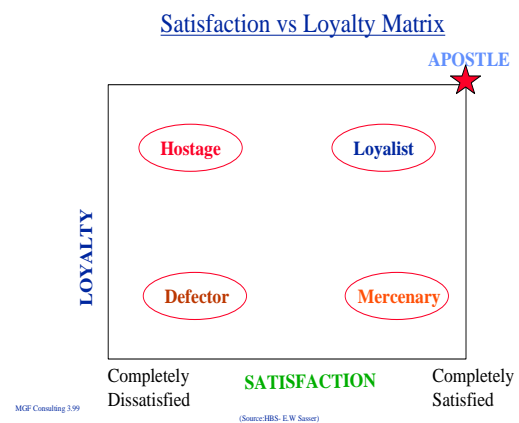 Satisfaction vs Loyalty Matrix
APOSTLE
Hostage
Loyalist
LOYALTY
Defector
Mercenary
Completely
Dissatisfied
SATISFACTION
Completely
Satisfied
MGF Consulting 3.99
(Source:HBS- E.W Sasser)